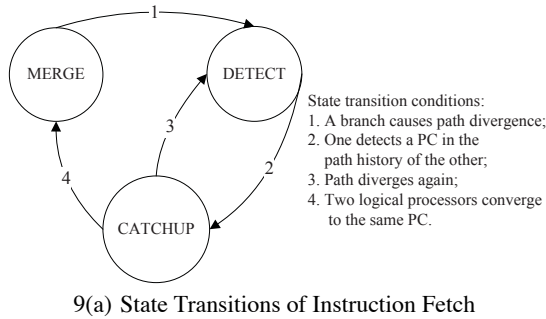 1
MERGE
DETECT
3
2
4
CATCHUP
State transition conditions:
1. A branch causes path divergence;
2. One detects a PC in the
path history of the other;
3. Path diverges again;
4. Two logical processors converge
to the same PC.
9(a) State Transitions of Instruction Fetch